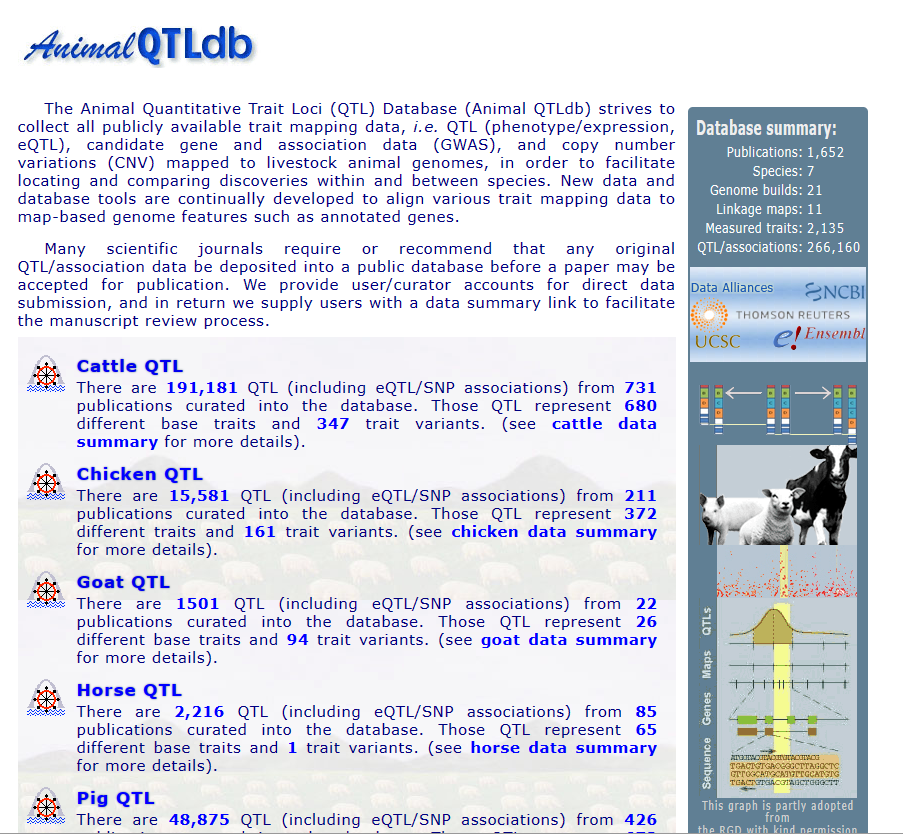 Animal QTLdb
The Animal Quantitative Trait Loci (QTL) Database (Animal QTLdb) strives to
collect all publicly available trait mapping data, i.e. QTL (phenotype/expression,
eQTL), candidate gene and association data (GWAS), and copy number
variations (CNV) mapped to livestock animal genomes, in order to facilitate
locating and comparing discoveries within and between species. New data and
database tools are continually developed to align various trait mapping data to
map-based genome features such as annotated genes.
Many scientific journals require or recommend that any original
QTL/association data be deposited into a public database before a paper may be
accepted for publication. We provide user/curator accounts for direct data
submission, and in return we supply users with a data summary link to facilitate
the manuscript review process.
Cattle QTL
There are 191,181 QTL (including eQTL/SNP associations) from 731
publications curated into the database. Those QTL represent 680
different base traits and 347 trait variants. (see cattle data
summary for more details).
Chicken QTL
There are 15,581 QTL (including eQTL/SNP associations) from 211
publications curated into the database. Those QTL represent 372
different traits and 161 trait variants. (see chicken data summary
for more details).
Goat QTL
There are 1501 QTL (including eQTL/SNP associations) from 22
publications curated into the database. Those QTL represent 26
different base traits and 94 trait variants. (see goat data summary
for more details).
Horse QTL
There are 2,216 QTL (including eQTL/SNP associations) from 85
publications curated into the database. Those QTL represent 65
different base traits and 1 trait variants. (see horse data summary
for more details).
Pig QTL
There are 48,875 QTL (including eQTL/SNP associations) from 426
Database summary:
Publications: 1,652
Species: 7
Genome builds: 21
Linkage maps: 11
Measured traits: 2,135
QTL/associations: 266,160
Data Alliances
NCBI
THOMSON REUTERS
UCSC
e! Ensembl
QTLs
Maps
Genes
Sequence
TGACTGTGACGGGCTTAGGCTC
GTTGGCATGCATGTTGCATGTG
TGACTGTGACGTAGCTGGGCTT
This graph is partly adopted
from
the RGD with kind permission